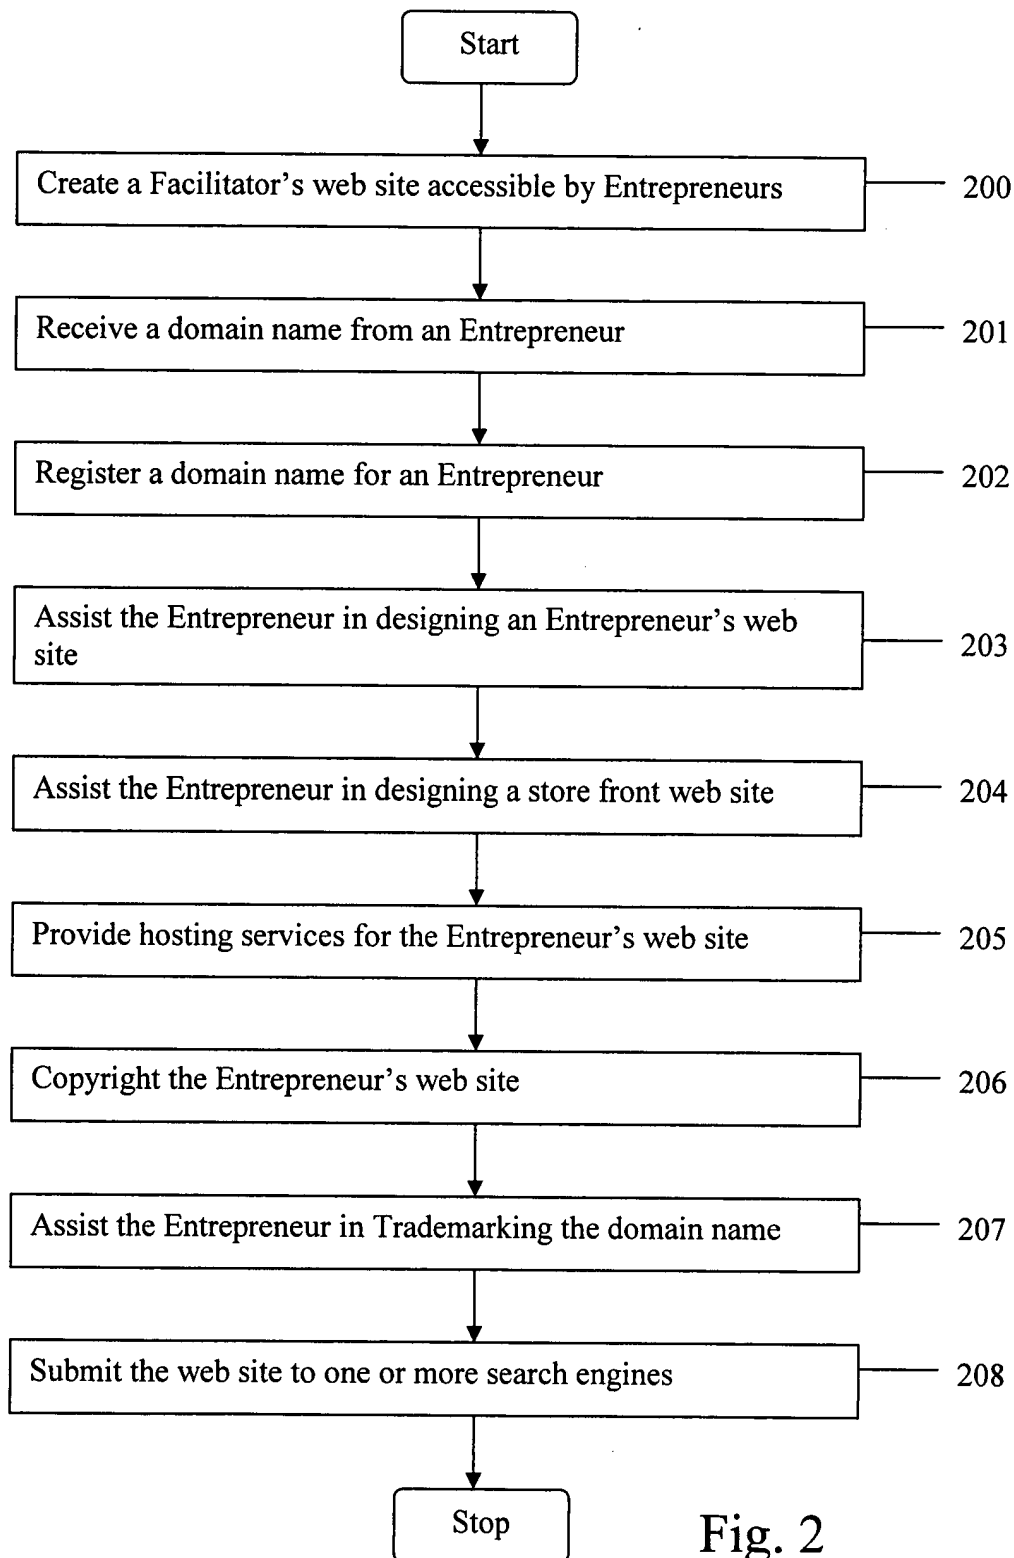 Start
Create a Facilitator's web site accessible by Entrepreneurs
200
Receive a domain name from an Entrepreneur
201
Register a domain name for an Entrepreneur
202
Assist the Entrepreneur in designing an Entrepreneur's web
site
203
Assist the Entrepreneur in designing a store front web site
204
Provide hosting services for the Entrepreneur's web site
205
Copyright the Entrepreneur's web site
206
Assist the Entrepreneur in Trademarking the domain name
207
Submit the web site to one or more search engines
208
Stop
Fig. 2